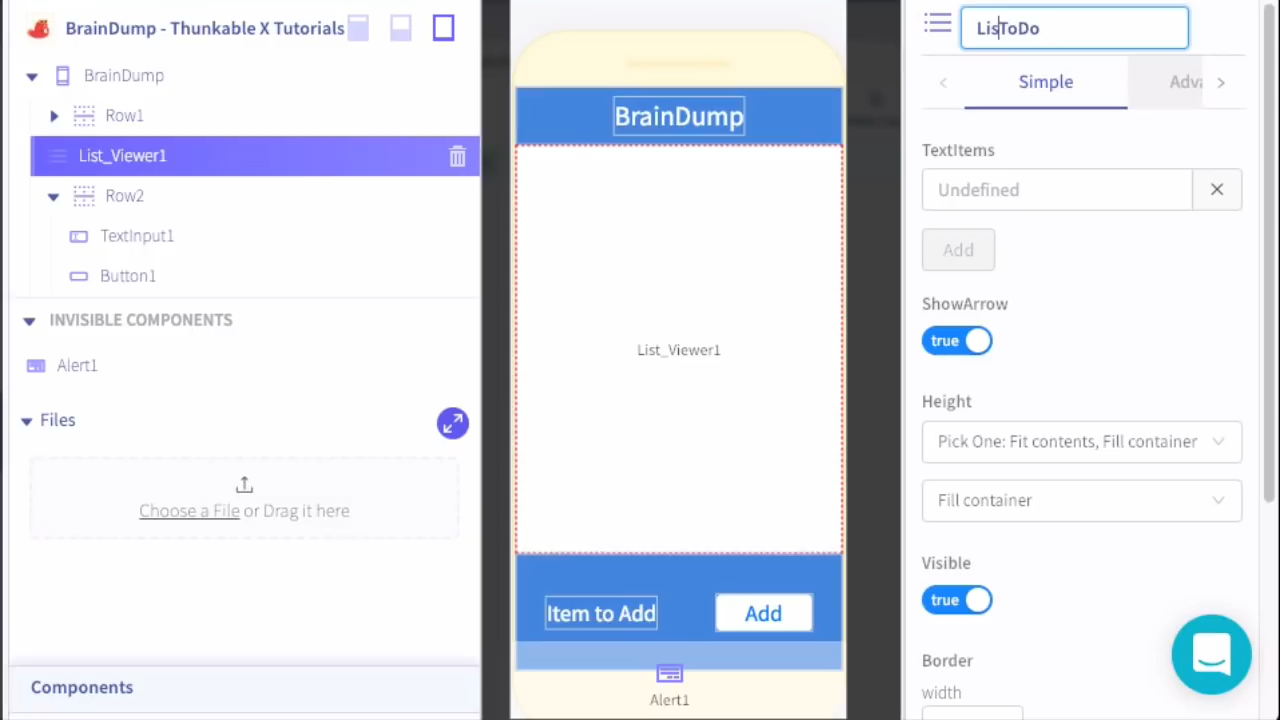 BrainDump - Thunkable X Tutorials
BrainDump
Row1
List_Viewer1
Row2
TextInput1
Button1
INVISIBLE COMPONENTS
Alert1
Files
Choose a File or Drag it here
Components
BrainDump
List_Viewer1
Item to Add
Add
Alert1
LisToDo
Simple
Adva
TextItems
Undefined
Add
ShowArrow
true
Height
Pick One: Fit contents, Fill container
Fill container
Visible
true
Border
width